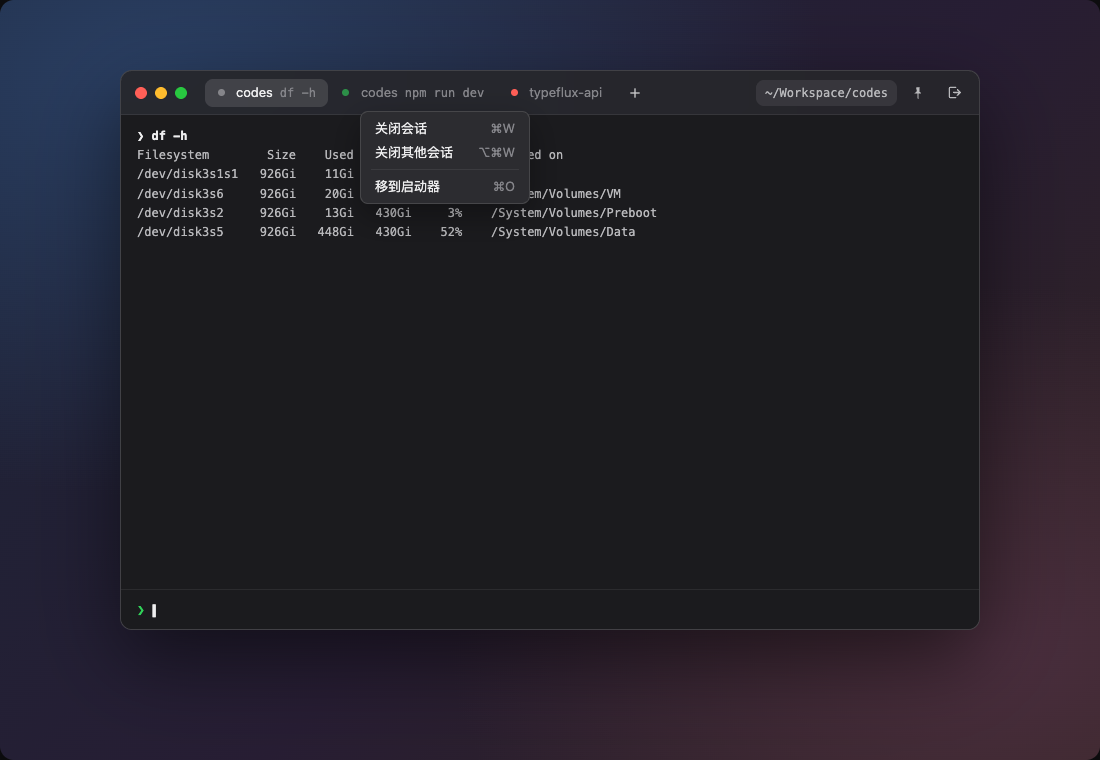 codes df -h codes npm run dev typeflux-api + ~/Workspace/codes
❯ df -h
关闭会话 ⌘W
关闭其他会话 ⌥⌘W
移到启动器 ⌘O
Filesystem Size Used on
/dev/disk3s1s1 926Gi 11Gi
/dev/disk3s6 926Gi 20Gi /System/Volumes/VM
/dev/disk3s2 926Gi 13Gi 430Gi 3% /System/Volumes/Preboot
/dev/disk3s5 926Gi 448Gi 430Gi 52% /System/Volumes/Data
❯